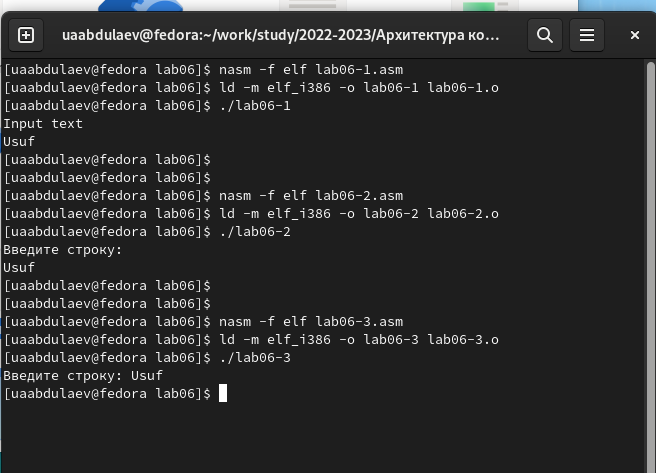 uaabdulaev@fedora:~/work/study/2022-2023/Архитектура ко...
[uaabdulaev@fedora lab06]$ nasm -f elf lab06-1.asm
[uaabdulaev@fedora lab06]$ ld -m elf_i386 -o lab06-1 lab06-1.o
[uaabdulaev@fedora lab06]$ ./lab06-1
Input text
Usuf
[uaabdulaev@fedora lab06]$
[uaabdulaev@fedora lab06]$
[uaabdulaev@fedora lab06]$ nasm -f elf lab06-2.asm
[uaabdulaev@fedora lab06]$ ld -m elf_i386 -o lab06-2 lab06-2.o
[uaabdulaev@fedora lab06]$ ./lab06-2
Введите строку:
Usuf
[uaabdulaev@fedora lab06]$
[uaabdulaev@fedora lab06]$
[uaabdulaev@fedora lab06]$ nasm -f elf lab06-3.asm
[uaabdulaev@fedora lab06]$ ld -m elf_i386 -o lab06-3 lab06-3.o
[uaabdulaev@fedora lab06]$ ./lab06-3
Введите строку: Usuf
[uaabdulaev@fedora lab06]$